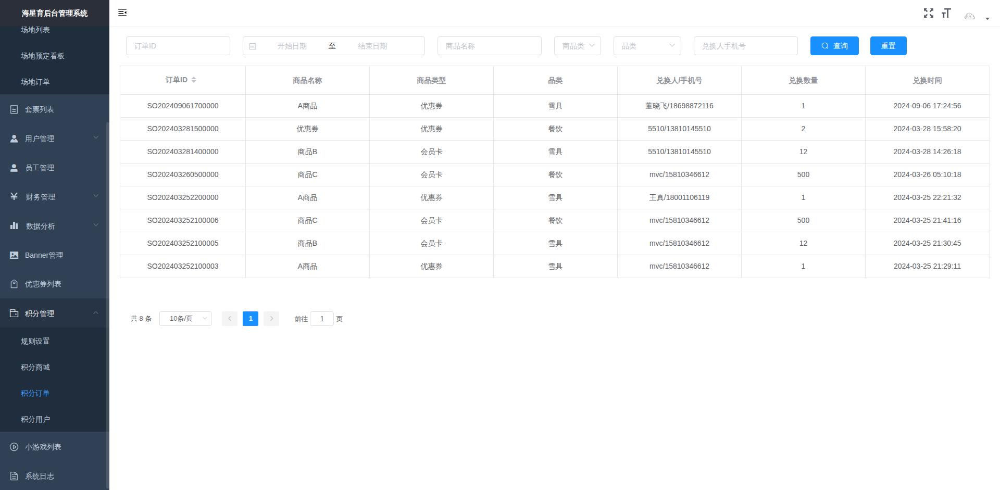 海星育后台管理系统
场地列表
场地预定看板
场地订单
套票列表
用户管理
员工管理
财务管理
数据分析
Banner管理
优惠券列表
积分管理
规则设置
积分商城
积分订单
积分用户
小游戏列表
系统日志
订单ID 开始日期 至 结束日期 商品名称 商品类 品类 兑换人手机号 查询 重置
订单ID 商品名称 商品类型 品类 兑换人/手机号 兑换数量 兑换时间
SO202409061700000 A商品 优惠券 雪具 董晓飞/18698872116 1 2024-09-06 17:24:56
SO202403281500000 优惠券 优惠券 餐饮 5510/13810145510 2 2024-03-28 15:58:20
SO202403281400000 商品B 会员卡 雪具 5510/13810145510 12 2024-03-28 14:26:18
SO202403260500000 商品C 会员卡 餐饮 mvc/15810346612 500 2024-03-26 05:10:18
SO202403252200000 A商品 优惠券 雪具 王真/18001106119 1 2024-03-25 22:21:32
SO202403252100006 商品C 会员卡 餐饮 mvc/15810346612 500 2024-03-25 21:41:16
SO202403252100005 商品B 会员卡 雪具 mvc/15810346612 12 2024-03-25 21:30:45
SO202403252100003 A商品 优惠券 雪具 mvc/15810346612 1 2024-03-25 21:29:11
共 8 条 10条/页 1 前往 1 页